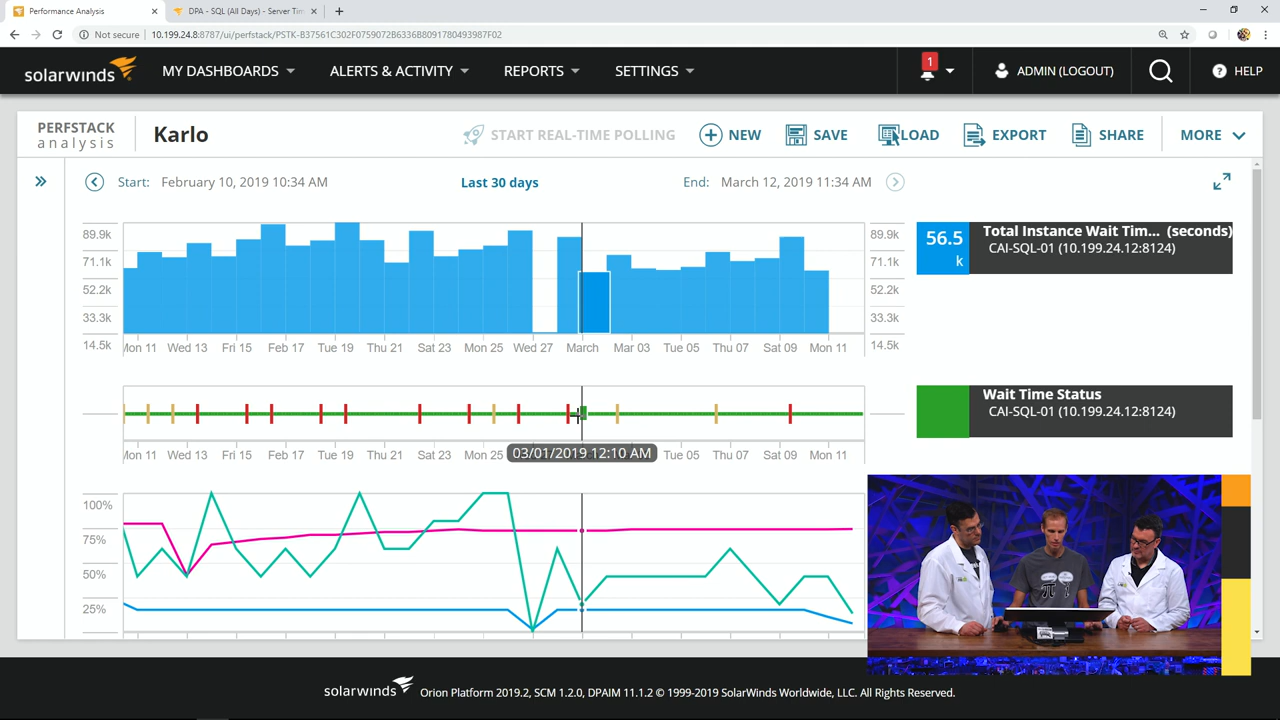 Performance Analysis
DPA - SQL (All Days) - Server Tim
Not secure
10.199.24.8:8787/ui/perfstack/PSTK-B37561C302F0759072B6336B8091780493987F02
solarwinds
MY DASHBOARDS
ALERTS & ACTIVITY
REPORTS
SETTINGS
1
ADMIN (LOGOUT)
? HELP
PERFSTACK
analysis
Karlo
START REAL-TIME POLLING
NEW
SAVE
LOAD
EXPORT
SHARE
MORE
Start: February 10, 2019 10:34 AM
Last 30 days
End: March 12, 2019 11:34 AM
89.9k
71.1k
52.2k
33.3k
14.5k
89.9k
71.1k
52.2k
33.3k
14.5k
Mon 11 Wed 13 Fri 15 Feb 17 Tue 19 Thu 21 Sat 23 Mon 25 Wed 27 March Mar 03 Tue 05 Thu 07 Sat 09 Mon 11
56.5
k
Total Instance Wait Tim... (seconds)
CAI-SQL-01 (10.199.24.12:8124)
Wait Time Status
CAI-SQL-01 (10.199.24.12:8124)
Mon 11 Wed 13 Fri 15 Feb 17 Tue 19 Thu 21 Sat 23 Mon 25 Tue 05 Thu 07 Sat 09 Mon 11
03/01/2019 12:10 AM
100%
75%
50%
25%
solarwinds
Orion Platform 2019.2, SCM 1.2.0, DPAIM 11.1.2 © 1999-2019 SolarWinds Worldwide, LLC. All Rights Reserved.